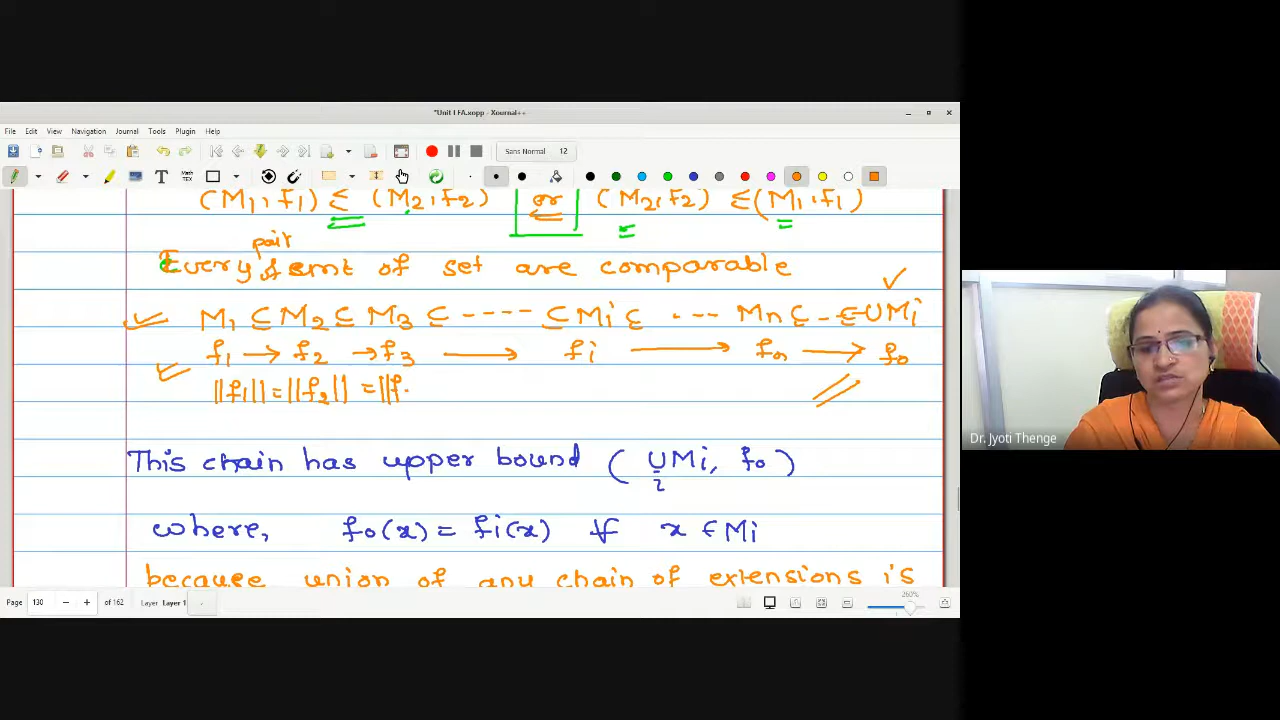 *Unit I FA.xopp - Xournal++
File Edit View Navigation Journal Tools Plugin Help
Sans Normal 12
(M1, f1) ≤ (M2, f2) or (M2, f2) ≤ (M1, f1)
pair
Every of set are comparable
M1 ⊆ M2 ⊆ M3 ⊆ ---- ⊆ Mi ⊆ ... Mn ⊆ -- ⊆ UMi
f1 → f2 → f3 → fi → fn → f0
||f1|| = ||f2|| = ||f
This chain has upper bound ( U Mi, f0 )
i
where, f0(x) = fi(x) ∀ x ∈ Mi
because union of any chain of extensions is
Page 130 of 162 Layer Layer 1 260%
Dr. Jyoti Thenge